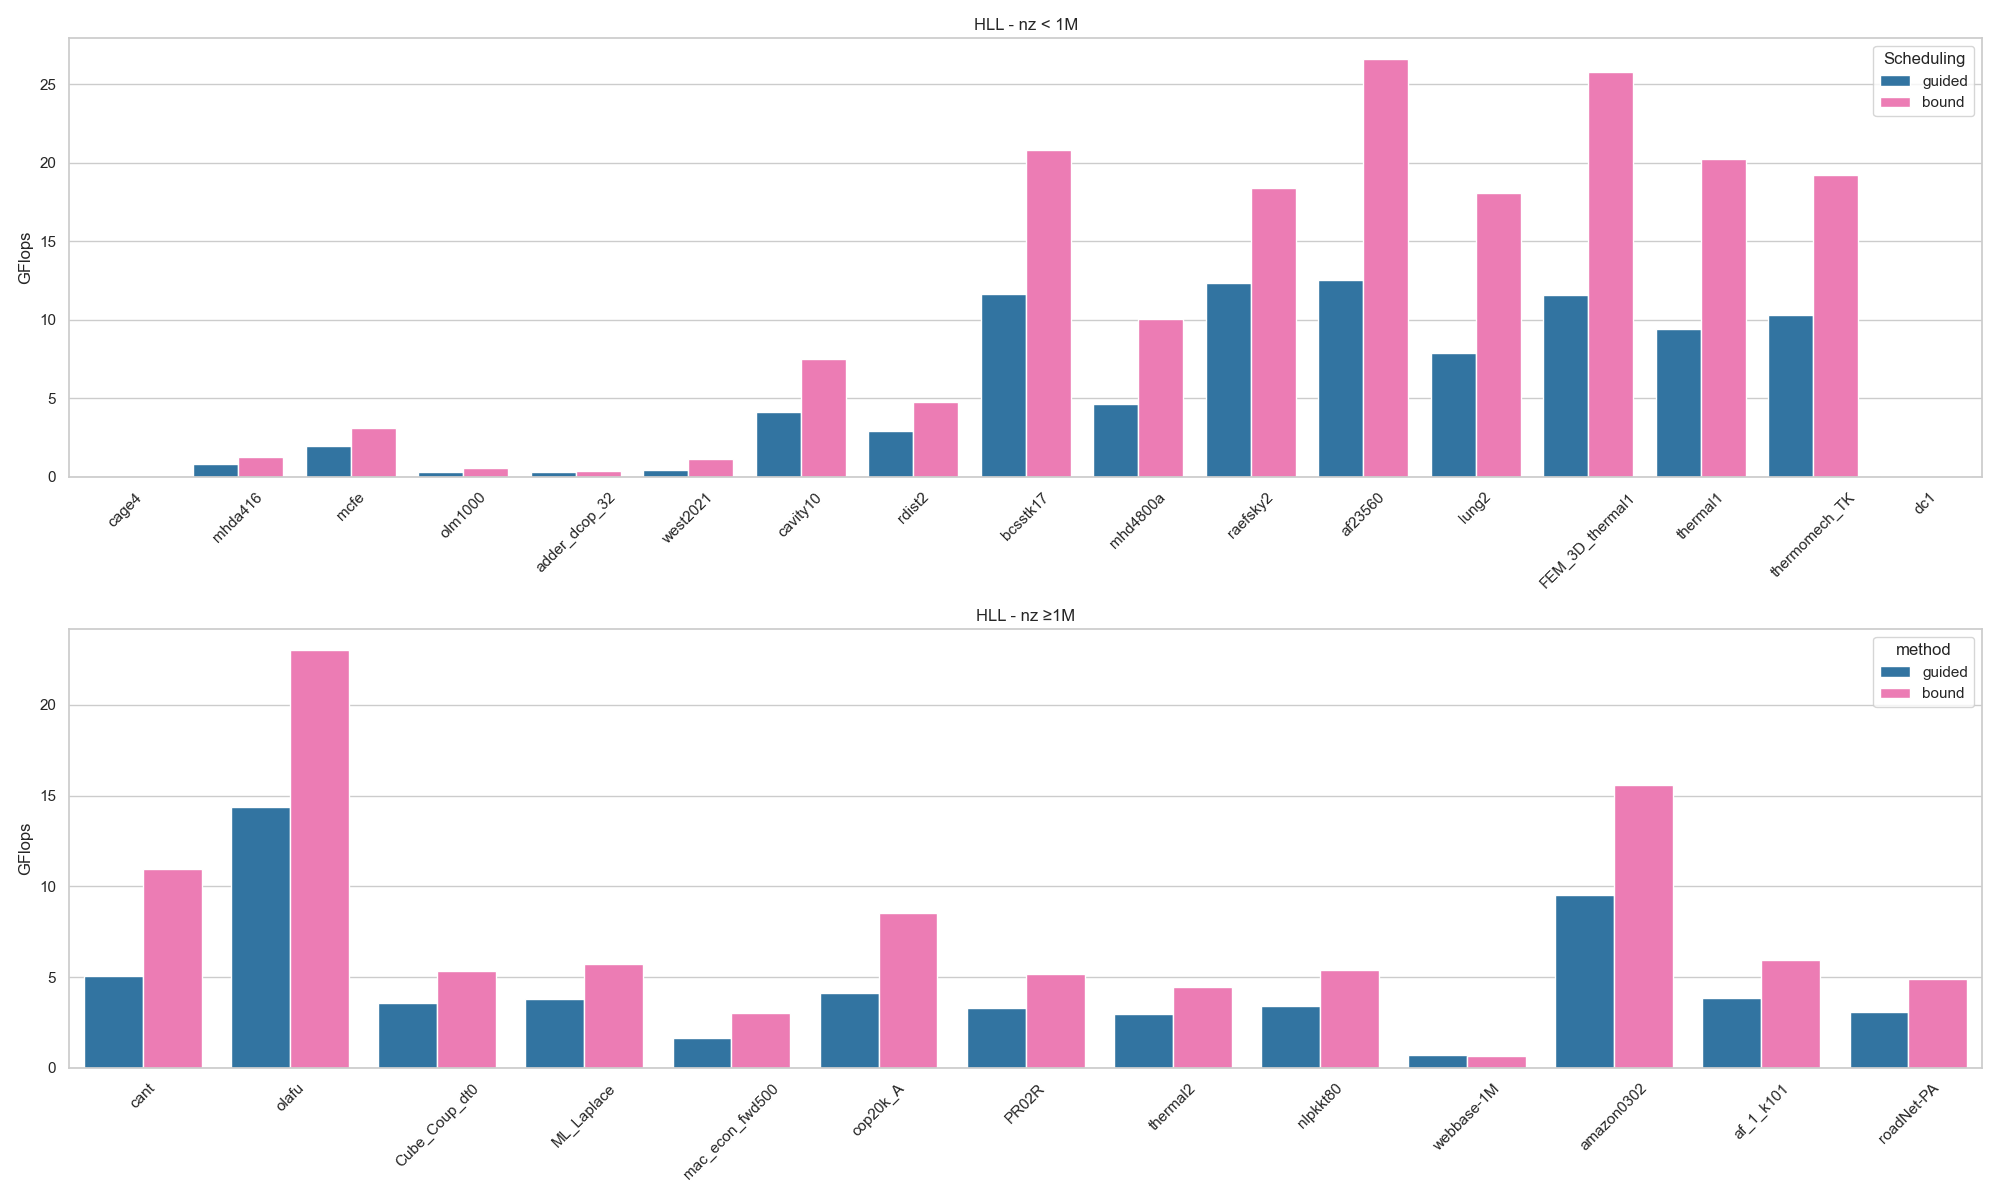 HLL - nz < 1M
Scheduling
guided
bound
25
20
15
10
5
0
GFlops
cage4
mhda416
mcfe
olm1000
adder_dcop_32
west2021
cavity10
rdist2
bcsstk17
mhd4800a
raefsky2
af23560
lung2
FEM_3D_thermal1
thermal1
thermomech_TK
dc1
HLL - nz ≥1M
method
guided
bound
20
15
10
5
0
GFlops
cant
olafu
Cube_Coup_dt0
ML_Laplace
mac_econ_fwd500
cop20k_A
PR02R
thermal2
nlpkkt80
webbase-1M
amazon0302
af_1_k101
roadNet-PA